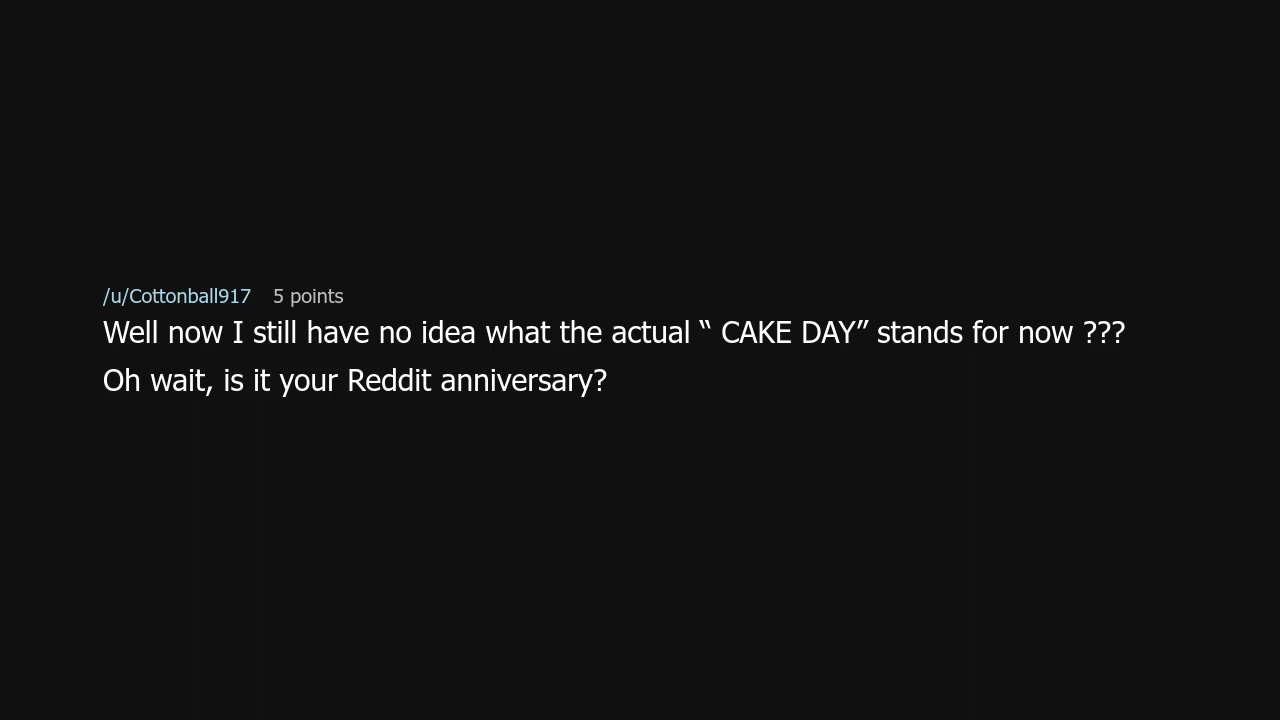 /u/Cottonball917 5 points
Well now I still have no idea what the actual “ CAKE DAY” stands for now ???
Oh wait, is it your Reddit anniversary?